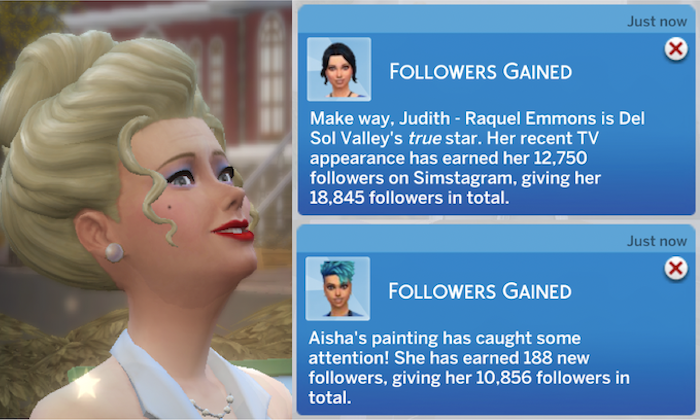 Just now
FOLLOWERS GAINED
Make way, Judith - Raquel Emmons is Del
Sol Valley's true star. Her recent TV
appearance has earned her 12,750
followers on Simstagram, giving her
18,845 followers in total.
Just now
FOLLOWERS GAINED
Aisha's painting has caught some
attention! She has earned 188 new
followers, giving her 10,856 followers in
total.